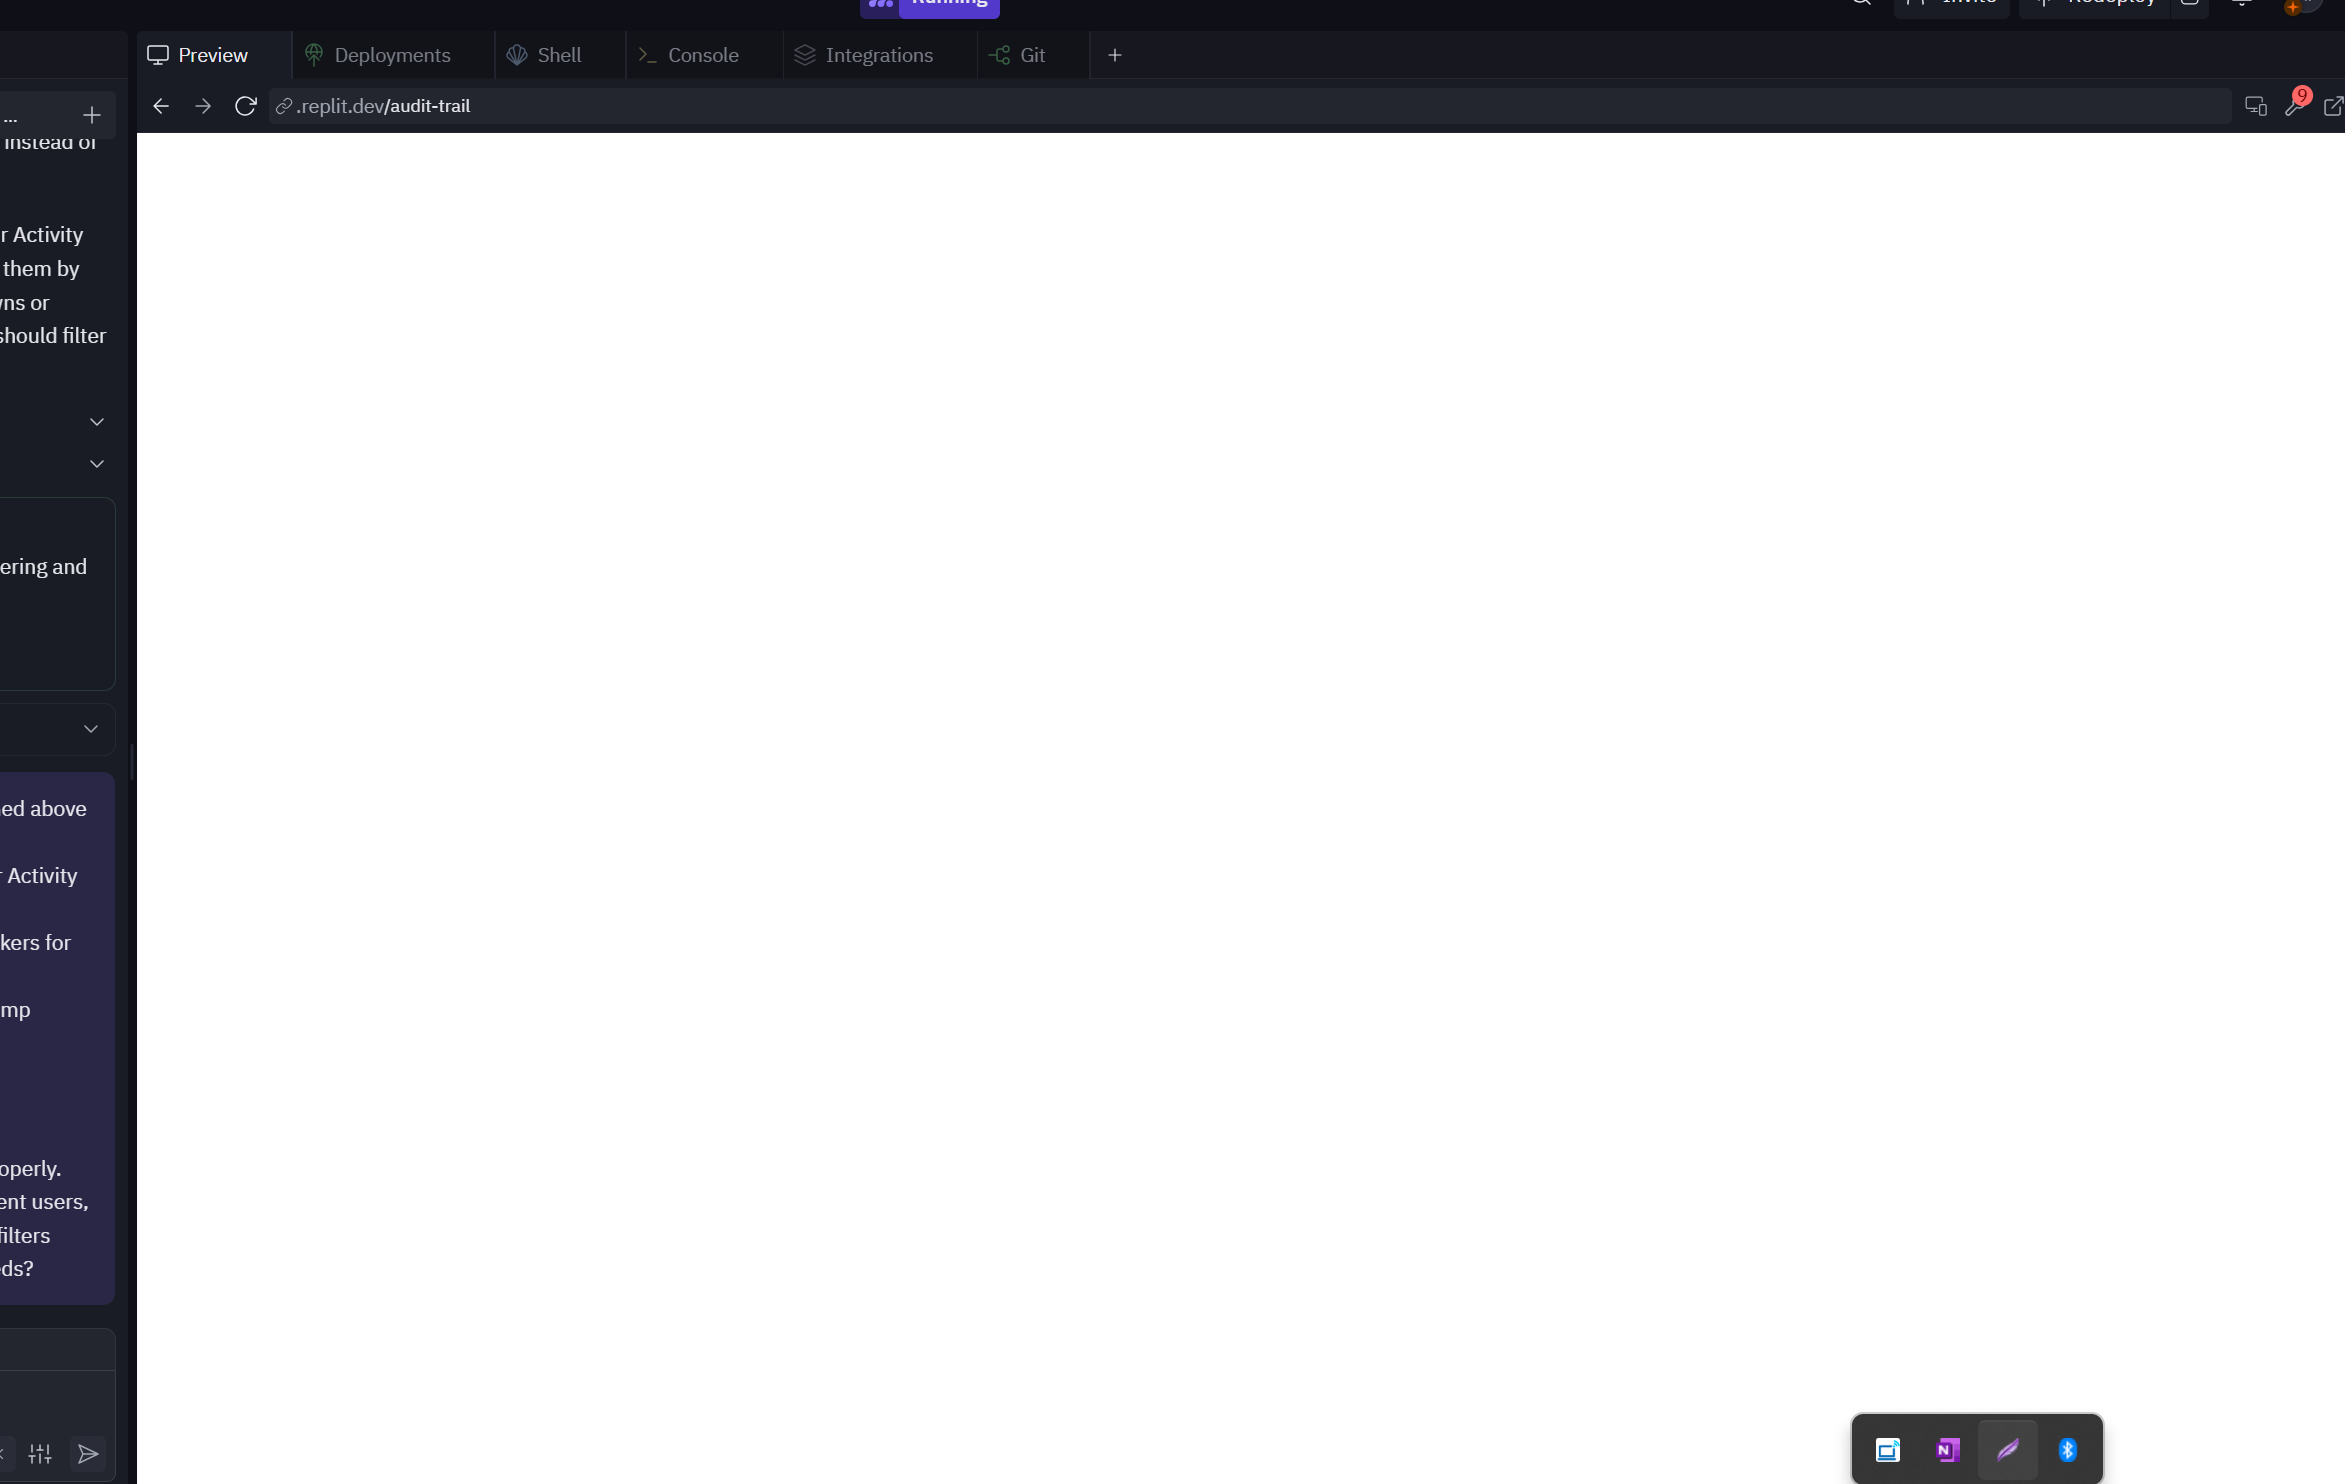 Running
Invite
Redeploy
Preview
Deployments
Shell
Console
Integrations
Git
.replit.dev/audit-trail
9
...
instead of
r Activity
them by
wns or
should filter
ering and
ed above
r Activity
kers for
mp
operly.
ent users,
filters
ds?
N